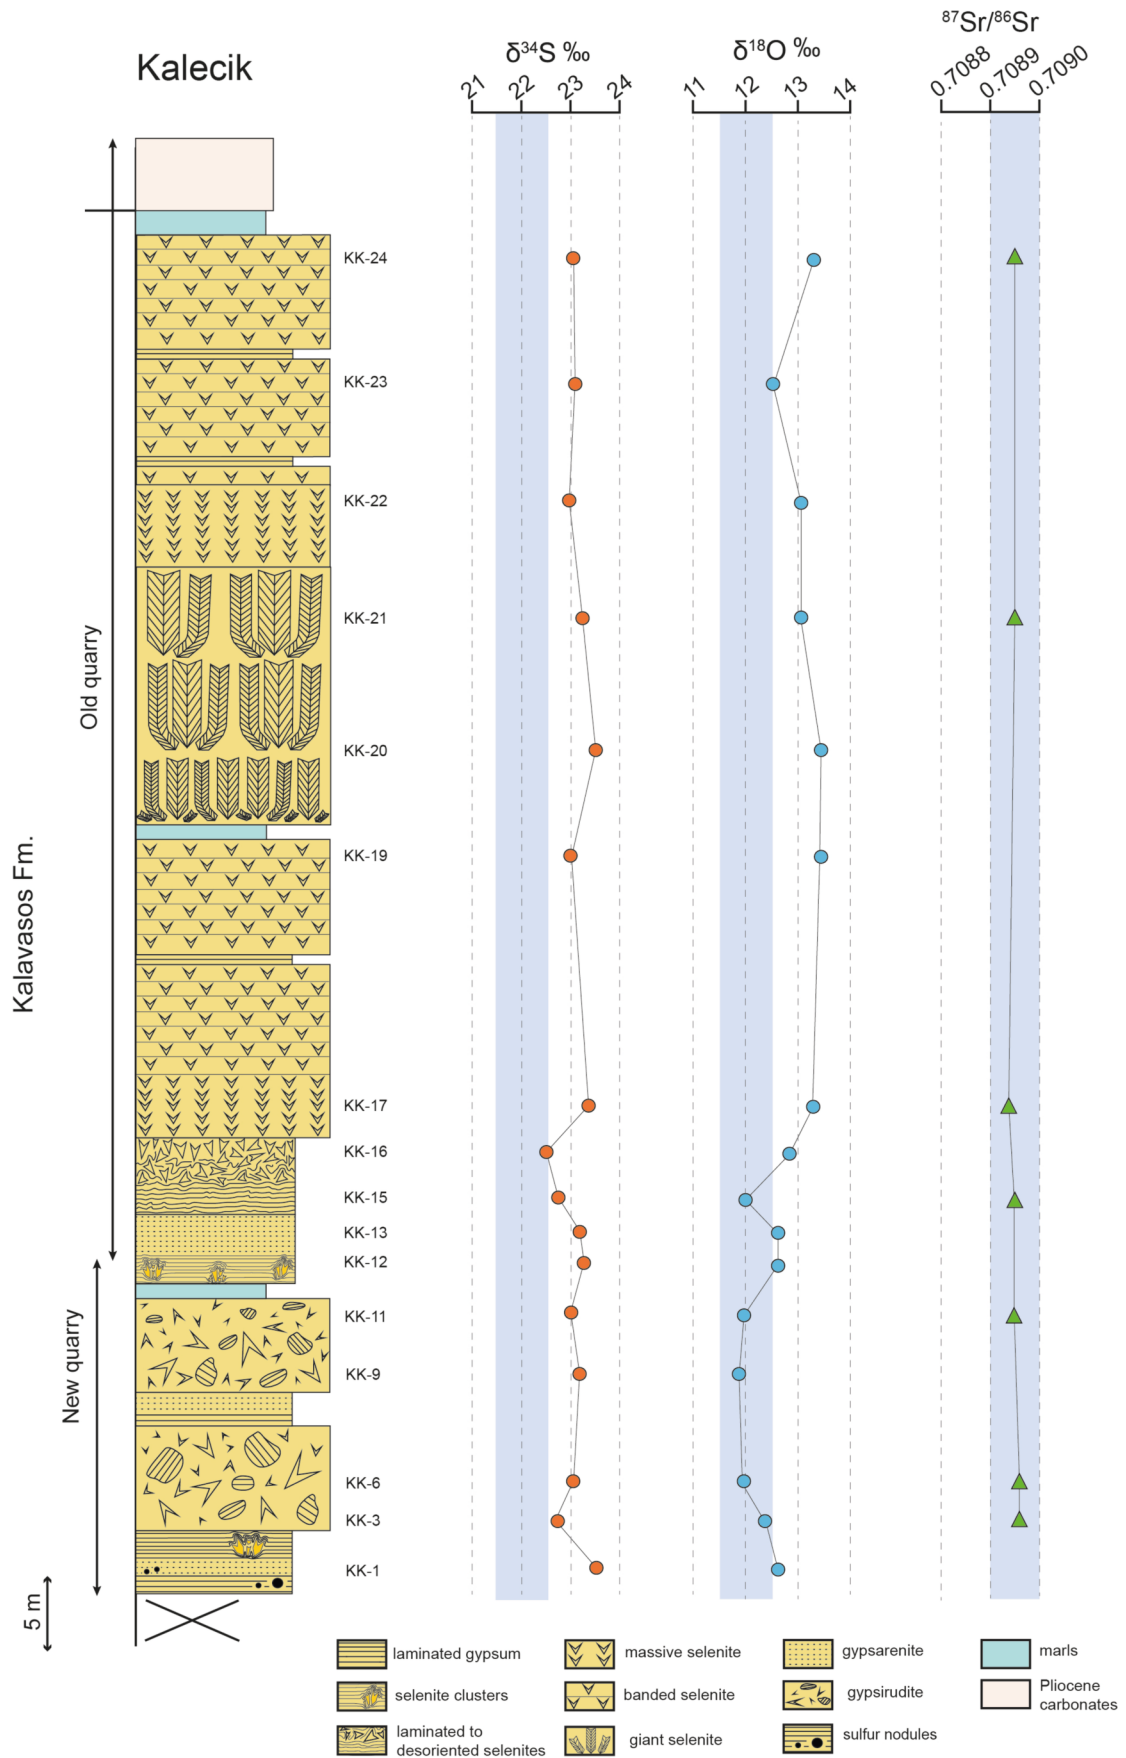 Kalecik
δ34S ‰
δ18O ‰
87Sr/86Sr
21 22 23 24
11 12 13 14
0.7088 0.7089 0.7090
KK-24
KK-23
KK-22
KK-21
KK-20
KK-19
KK-17
KK-16
KK-15
KK-13
KK-12
KK-11
KK-9
KK-6
KK-3
KK-1
Old quarry
New quarry
Kalavasos Fm.
5 m
laminated gypsum
selenite clusters
laminated to
desoriented selenites
massive selenite
banded selenite
giant selenite
gypsarenite
gypsirudite
sulfur nodules
marls
Pliocene
carbonates